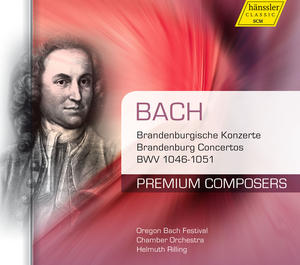 hänssler
CLASSIC
SCM
BACH
Brandenburgische Konzerte
Brandenburg Concertos
BWV 1046-1051
PREMIUM COMPOSERS
Oregon Bach Festival
Chamber Orchestra
Helmuth Rilling